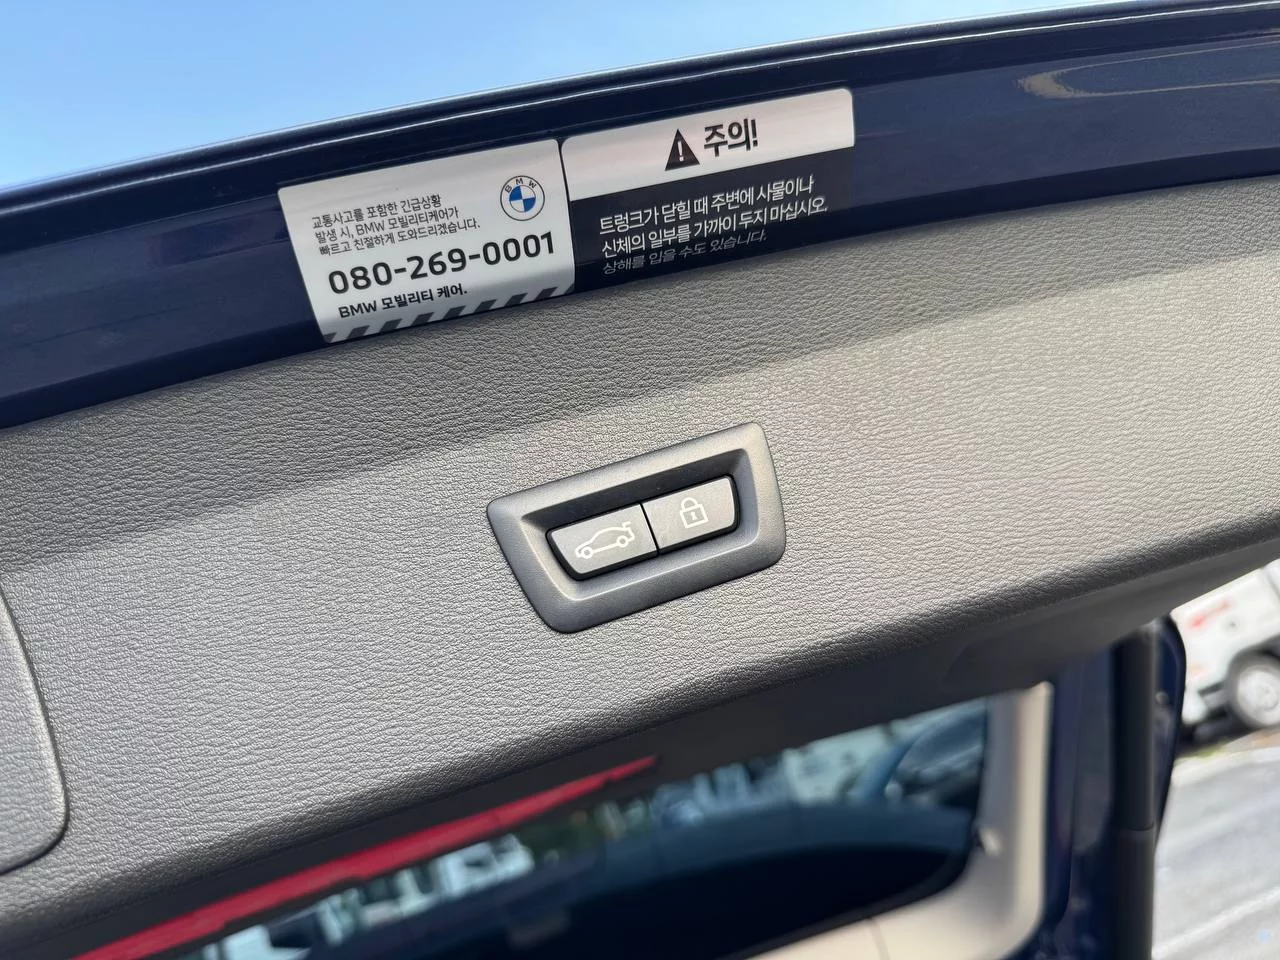 교통사고를 포함한 긴급상황
발생 시, BMW 모빌리티케어가
빠르고 친절하게 도와드리겠습니다.
080-269-0001
BMW 모빌리티 케어.
BMW
주의!
트렁크가 닫힐 때 주변에 사물이나
신체의 일부를 가까이 두지 마십시오.
상해를 입을 수도 있습니다.